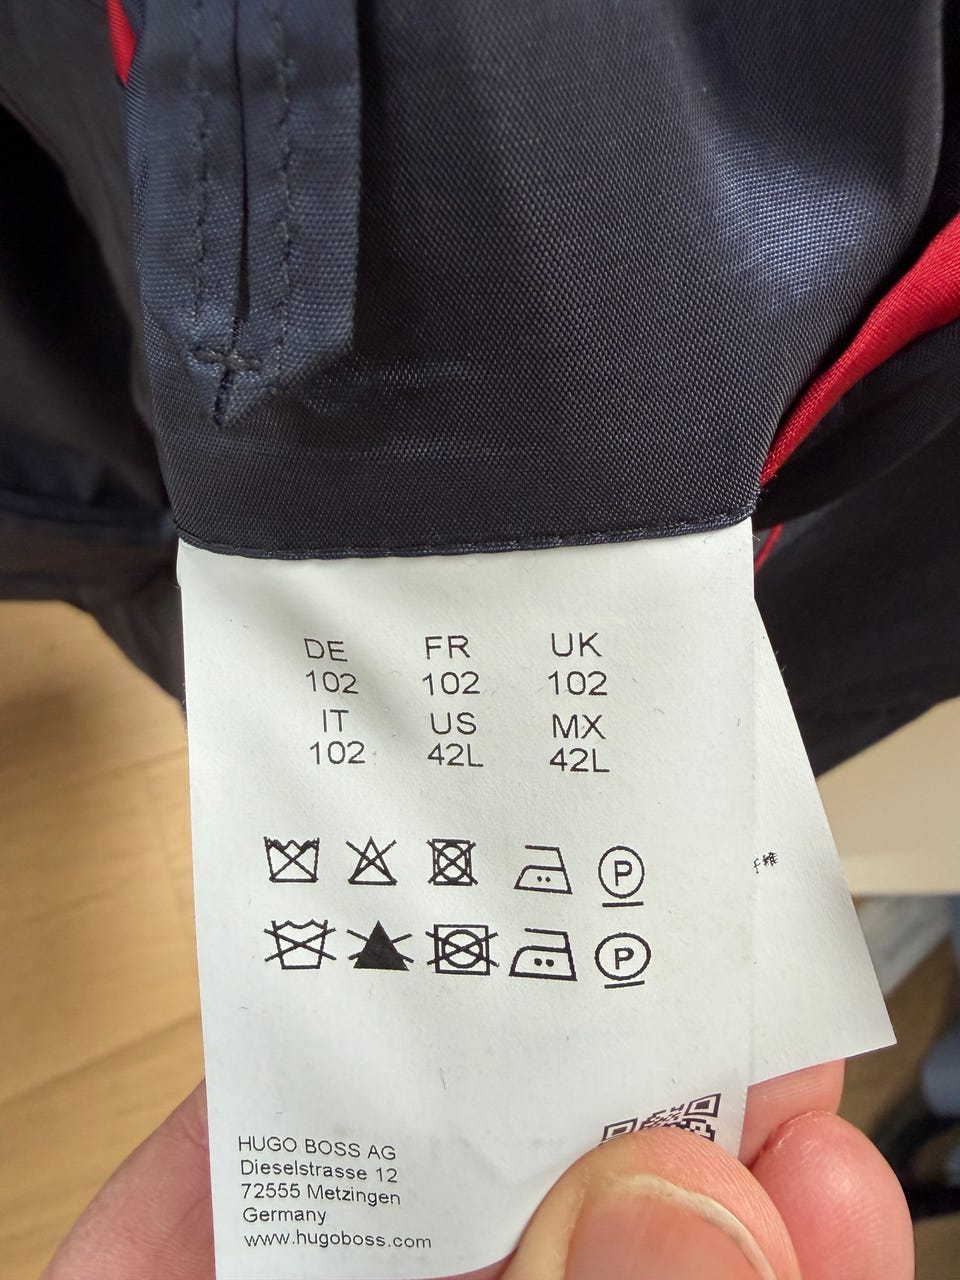 DE FR UK
102 102 102
IT US MX
102 42L 42L
P
P
HUGO BOSS AG
Dieselstrasse 12
72555 Metzingen
Germany
www.hugoboss.com